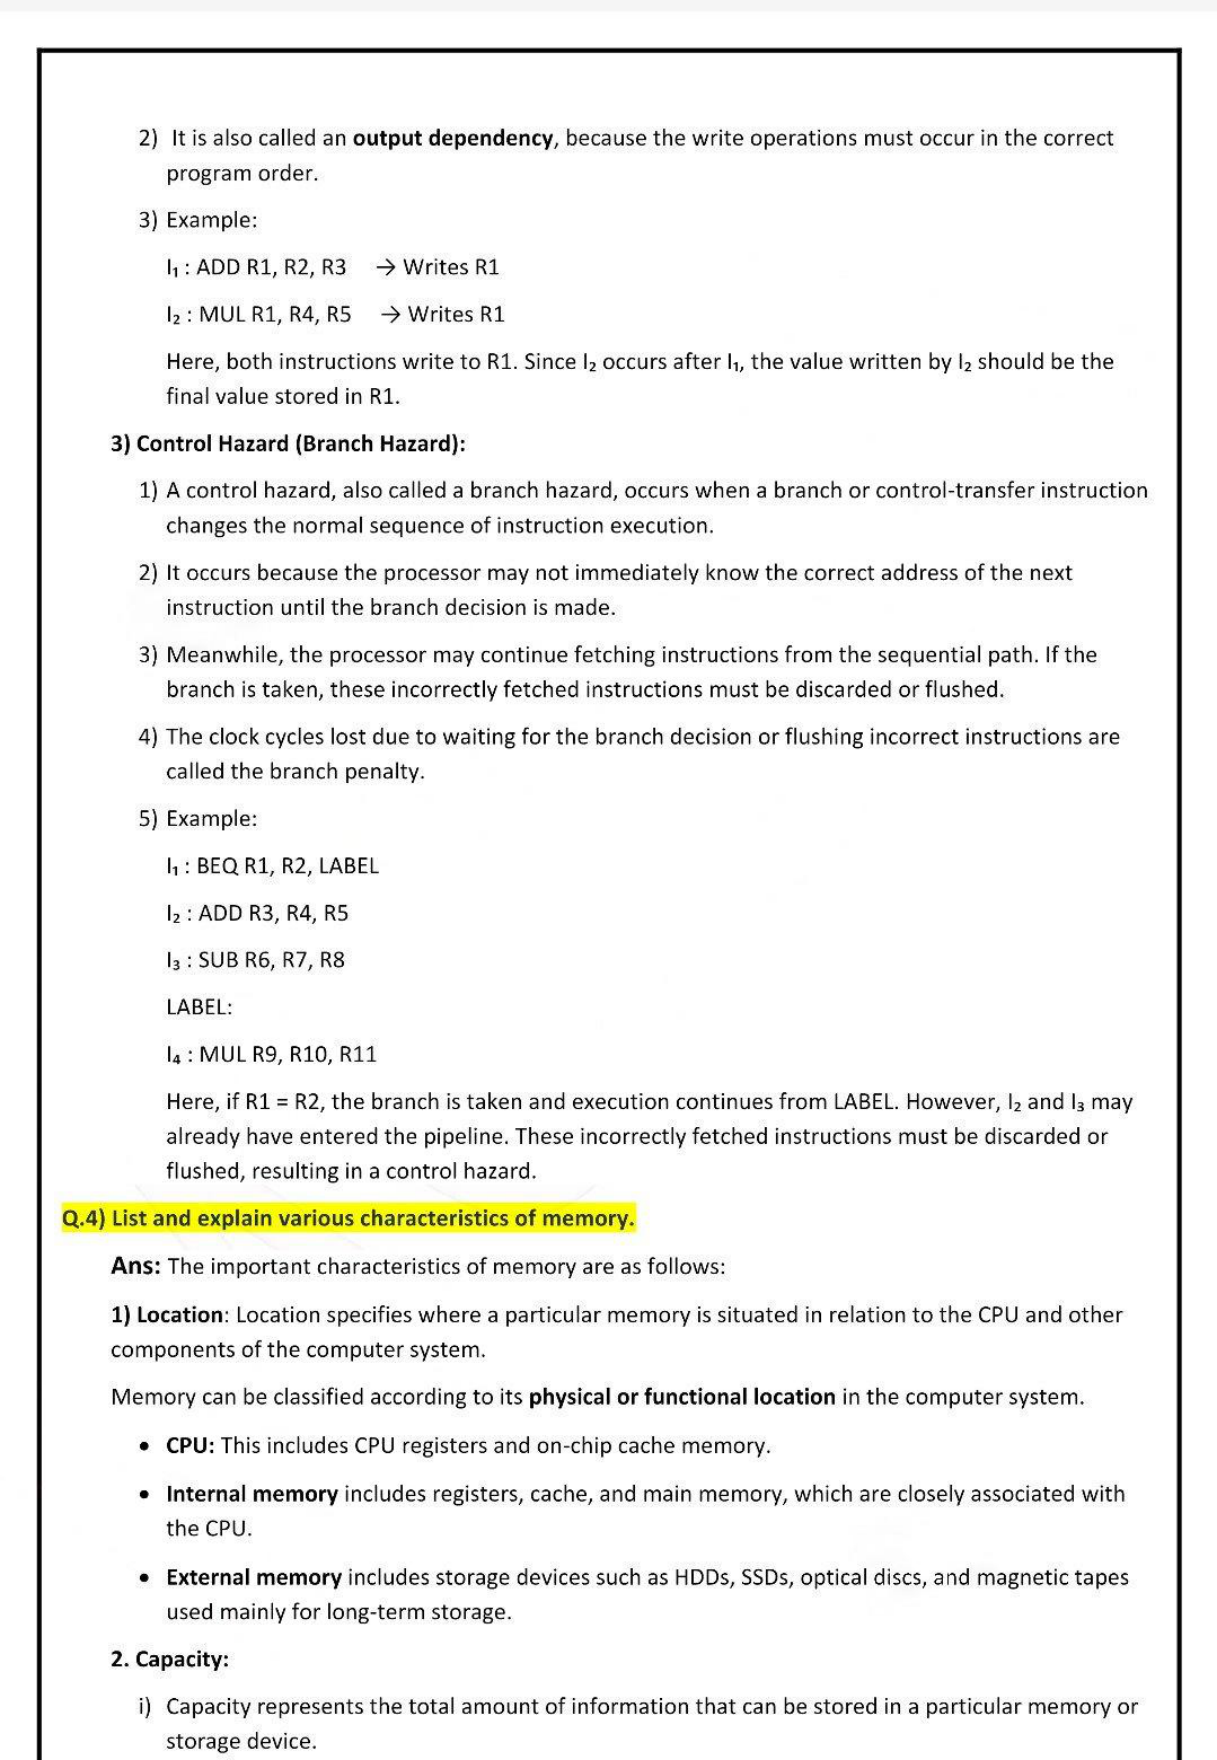 2) It is also called an output dependency, because the write operations must occur in the correct
program order.
3) Example:
I₁ : ADD R1, R2, R3 → Writes R1
I₂ : MUL R1, R4, R5 → Writes R1
Here, both instructions write to R1. Since I₂ occurs after I₁, the value written by I₂ should be the
final value stored in R1.
3) Control Hazard (Branch Hazard):
1) A control hazard, also called a branch hazard, occurs when a branch or control-transfer instruction
changes the normal sequence of instruction execution.
2) It occurs because the processor may not immediately know the correct address of the next
instruction until the branch decision is made.
3) Meanwhile, the processor may continue fetching instructions from the sequential path. If the
branch is taken, these incorrectly fetched instructions must be discarded or flushed.
4) The clock cycles lost due to waiting for the branch decision or flushing incorrect instructions are
called the branch penalty.
5) Example:
I₁ : BEQ R1, R2, LABEL
I₂ : ADD R3, R4, R5
I₃ : SUB R6, R7, R8
LABEL:
I₄ : MUL R9, R10, R11
Here, if R1 = R2, the branch is taken and execution continues from LABEL. However, I₂ and I₃ may
already have entered the pipeline. These incorrectly fetched instructions must be discarded or
flushed, resulting in a control hazard.
Q.4) List and explain various characteristics of memory.
Ans: The important characteristics of memory are as follows:
1) Location: Location specifies where a particular memory is situated in relation to the CPU and other
components of the computer system.
Memory can be classified according to its physical or functional location in the computer system.
• CPU: This includes CPU registers and on-chip cache memory.
• Internal memory includes registers, cache, and main memory, which are closely associated with
the CPU.
• External memory includes storage devices such as HDDs, SSDs, optical discs, and magnetic tapes
used mainly for long-term storage.
2. Capacity:
i) Capacity represents the total amount of information that can be stored in a particular memory or
storage device.